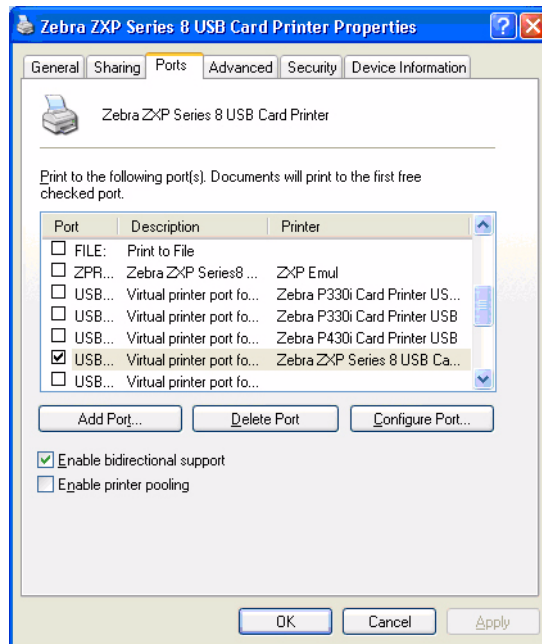 Zebra ZXP Series 8 USB Card Printer Properties
General Sharing Ports Advanced Security Device Information
Zebra ZXP Series 8 USB Card Printer
Print to the following port(s). Documents will print to the first free
checked port.
Port Description Printer
FILE: Print to File
ZPR... Zebra ZXP Series8 ... ZXP Emul
USB... Virtual printer port fo... Zebra P330i Card Printer US...
USB... Virtual printer port fo... Zebra P330i Card Printer USB
USB... Virtual printer port fo... Zebra P430i Card Printer USB
USB... Virtual printer port fo... Zebra ZXP Series 8 USB Ca...
USB... Virtual printer port fo...
Add Port... Delete Port Configure Port...
Enable bidirectional support
Enable printer pooling
OK Cancel Apply